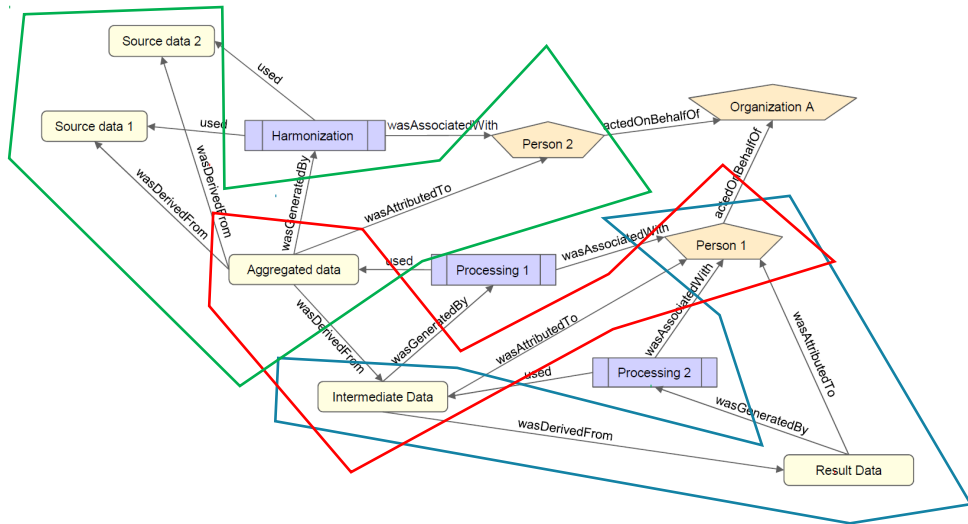 Source data 2
used
Source data 1
used
Harmonization
wasAssociatedWith
Person 2
actedOnBehalfOf
Organization A
wasDerivedFrom
wasDerivedFrom
wasGeneratedBy
wasAttributedTo
actedOnBehalfOf
Aggregated data
used
Processing 1
wasAssociatedWith
Person 1
wasDerivedFrom
wasGeneratedBy
wasAttributedTo
wasAssociatedWith
wasAttributedTo
Intermediate Data
used
Processing 2
wasGeneratedBy
wasDerivedFrom
Result Data